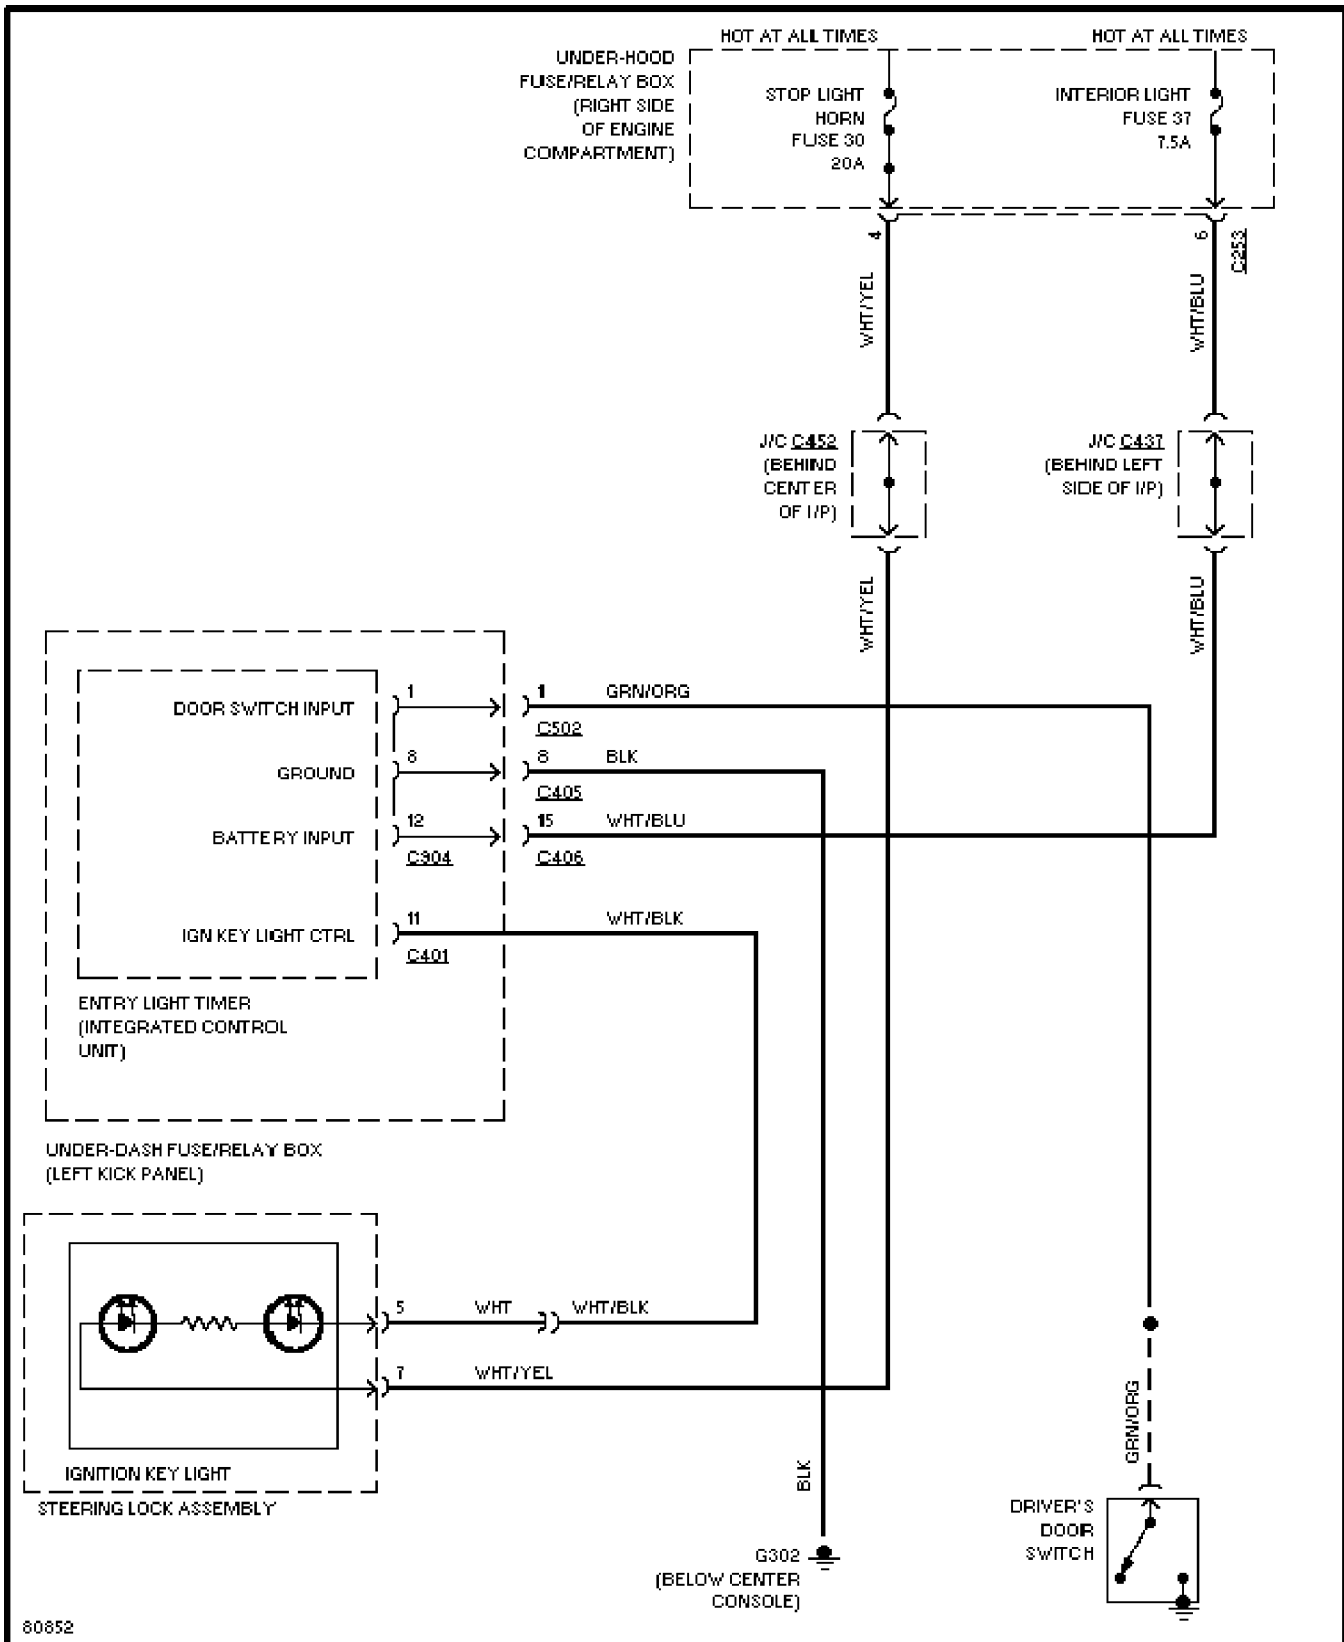 HOT AT ALL TIMES
HOT AT ALL TIMES
UNDER-HOOD
FUSE/RELAY BOX
(RIGHT SIDE
OF ENGINE
COMPARTMENT)
STOP LIGHT
HORN
FUSE 30
20A
INTERIOR LIGHT
FUSE 37
7.5A
4
6
C253
WHT/YEL
WHT/BLU
J/C C452
(BEHIND
CENTER
OF I/P)
J/C C437
(BEHIND LEFT
SIDE OF I/P)
WHT/YEL
WHT/BLU
DOOR SWITCH INPUT
1
1
GRN/ORG
C502
GROUND
8
8
BLK
C405
BATTERY INPUT
12
15
WHT/BLU
C904
C406
IGN KEY LIGHT CTRL
11
WHT/BLK
C401
ENTRY LIGHT TIMER
(INTEGRATED CONTROL
UNIT)
UNDER-DASH FUSE/RELAY BOX
(LEFT KICK PANEL)
5
WHT
WHT/BLK
7
WHT/YEL
IGNITION KEY LIGHT
STEERING LOCK ASSEMBLY
BLK
GRN/ORG
G302
(BELOW CENTER
CONSOLE)
DRIVER'S
DOOR
SWITCH
80852